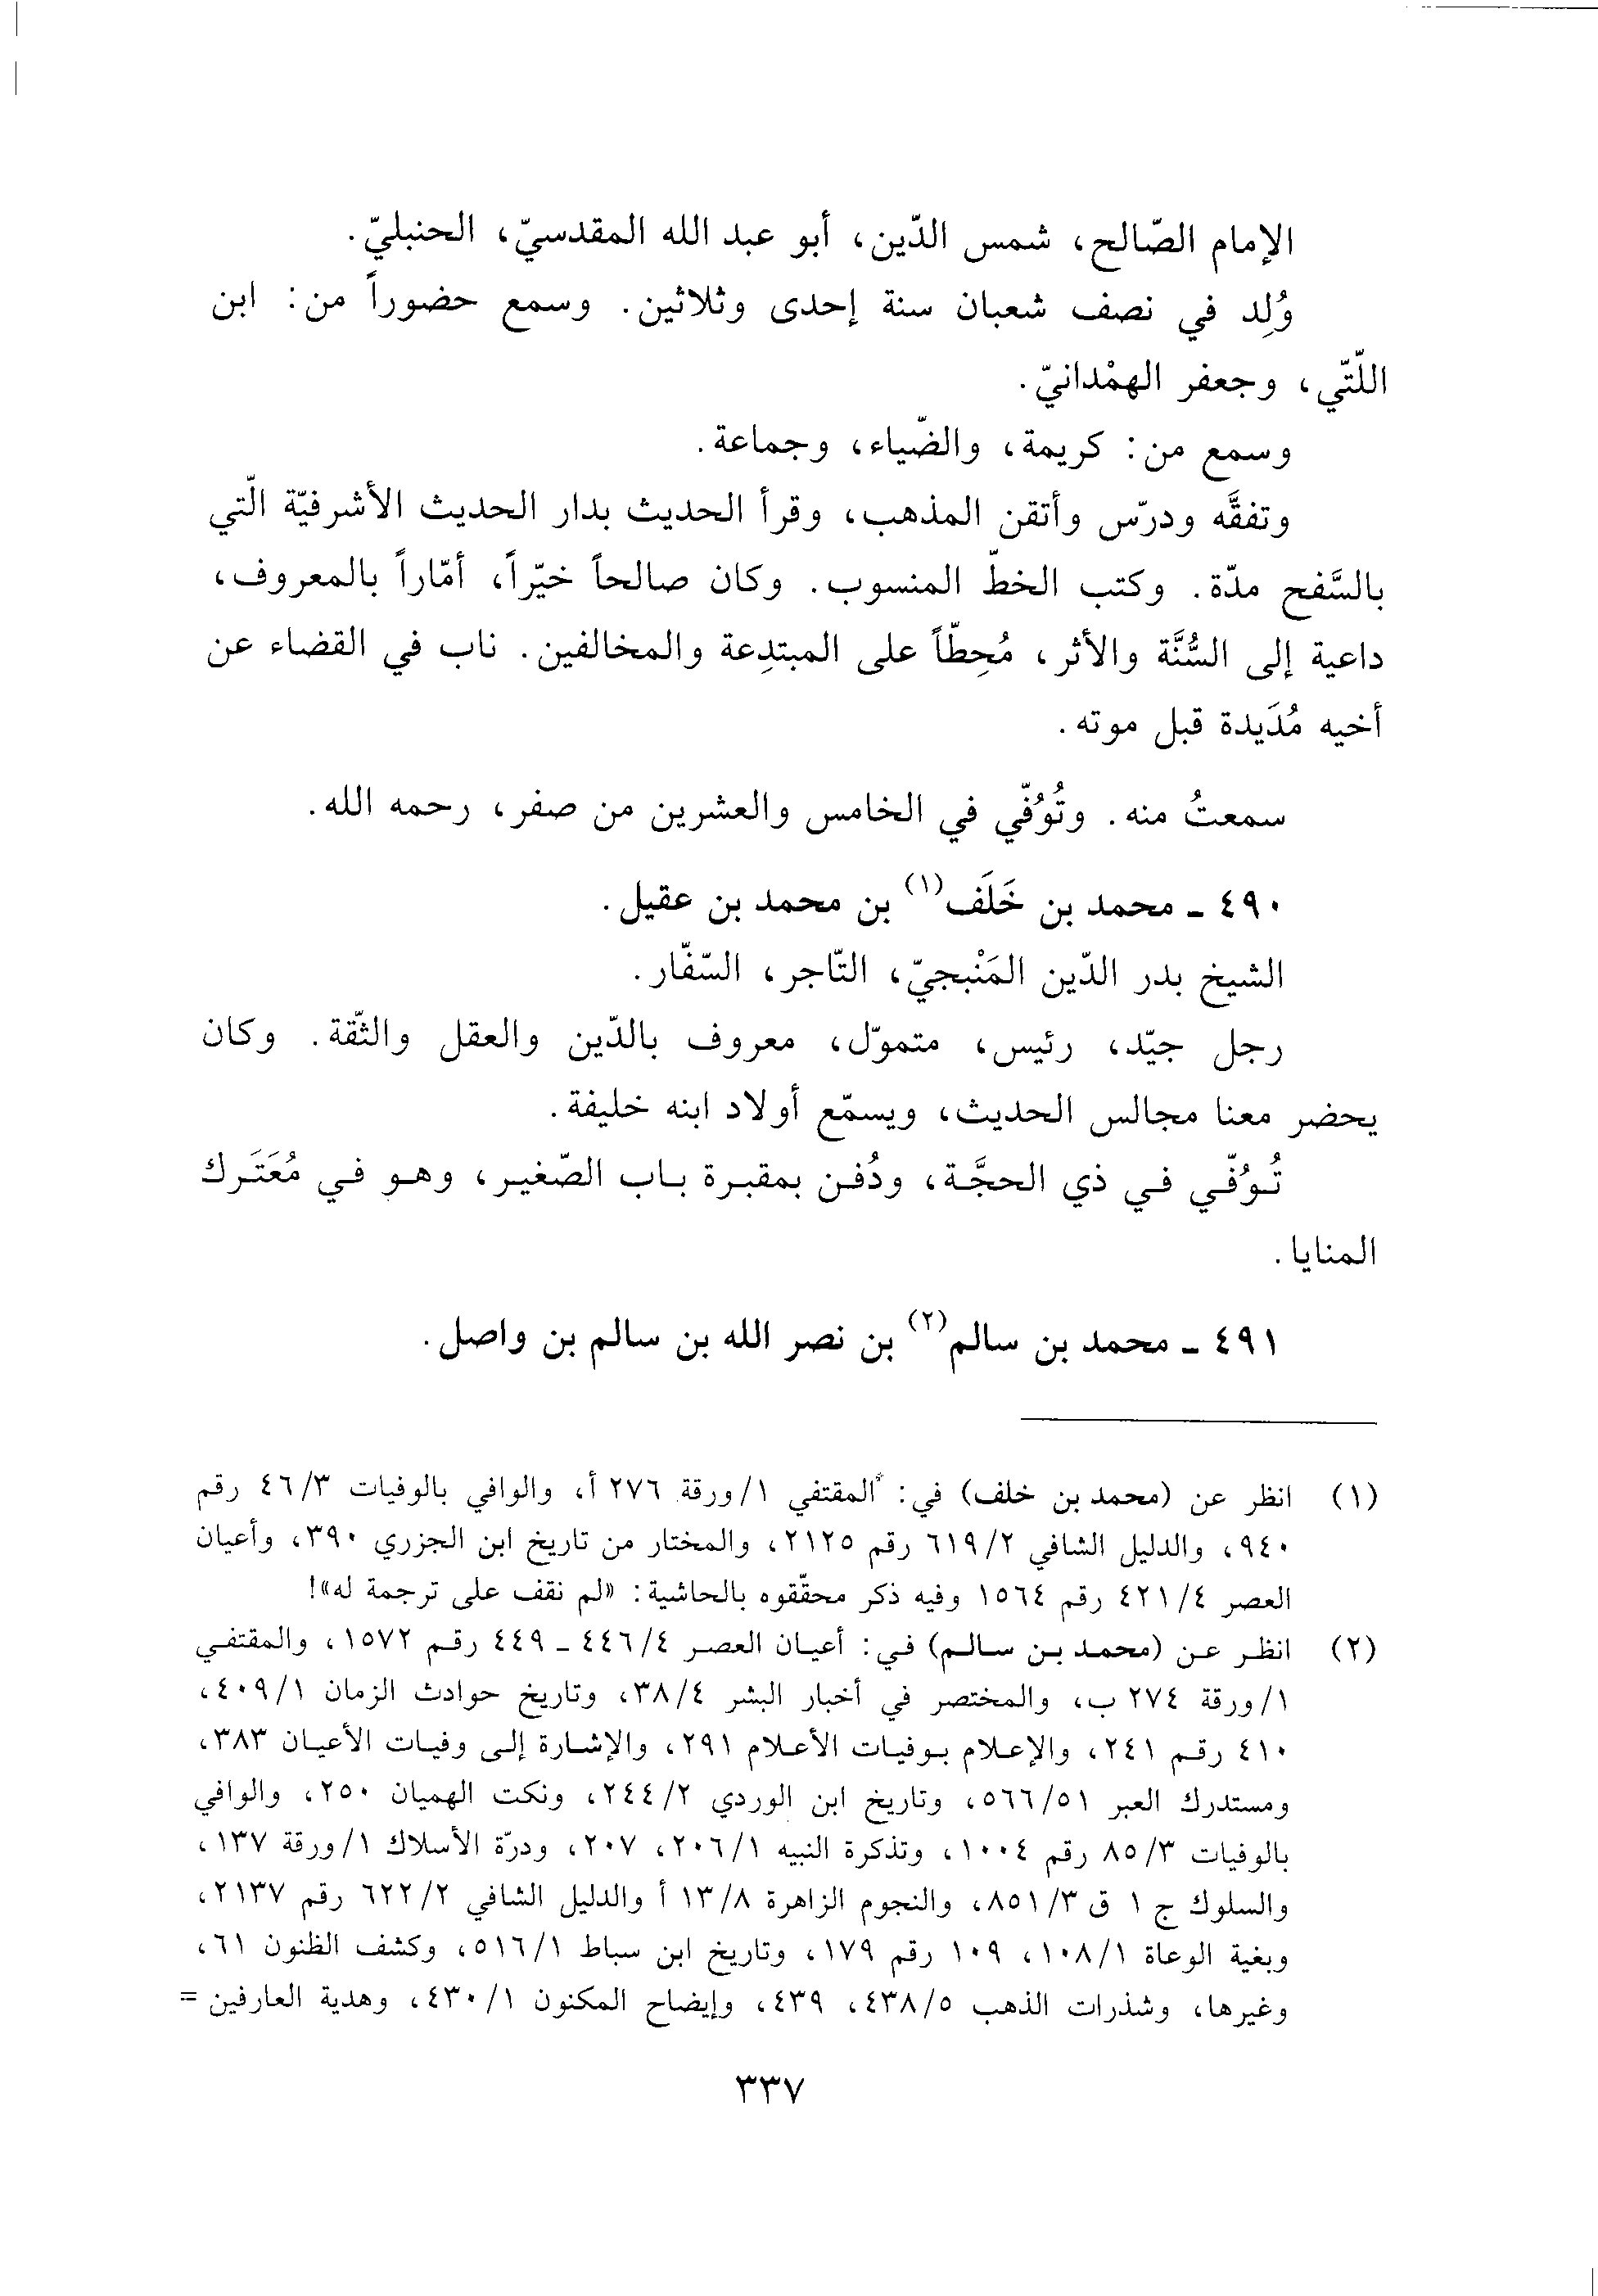 الإمام الصّالح، شمس الدّين، أبو عبد الله المقدسيّ، الحنبليّ.
وُلِد في نصف شعبان سنة إحدى وثلاثين. وسمع حضوراً من: ابن
اللّتّي، وجعفر الهمْدانيّ.
وسمع من: كريمة، والضّياء، وجماعة.
وتفقَّه ودرّس وأتقن المذهب، وقرأ الحديث بدار الحديث الأشرفيّة الّتي
بالسَّفح مدّة. وكتب الخطّ المنسوب. وكان صالحاً خيّراً، أمّاراً بالمعروف،
داعية إلى السُّنَّة والأثر، مُحِطّاً على المبتدِعة والمخالفين. ناب في القضاء عن
أخيه مُدَيدة قبل موته.
سمعتُ منه. وتُوُفّي في الخامس والعشرين من صفر، رحمه الله.
٤٩٠ ـ محمد بن خَلَف(١) بن محمد بن عقيل.
الشيخ بدر الدّين المَنْبجيّ، التّاجر، السّفّار.
رجل جيّد، رئيس، متموّل، معروف بالدّين والعقل والثّقة. وكان
يحضر معنا مجالس الحديث، ويسمّع أولاد ابنه خليفة.
تُوُفّي في ذي الحجَّة، ودُفن بمقبرة باب الصّغير، وهو في مُعَتَرك
المنايا.
٤٩١ ـ محمد بن سالم(٢) بن نصر الله بن سالم بن واصل.
(١) انظر عن (محمد بن خلف) في: المقتفي ١/ورقة ٢٧٦ أ، والوافي بالوفيات ٤٦/٣ رقم
٩٤٠، والدليل الشافي ٦١٩/٢ رقم ٢١٢٥، والمختار من تاريخ ابن الجزري ٣٩٠، وأعيان
العصر ٤٢١/٤ رقم ١٥٦٤ وفيه ذكر محقّقوه بالحاشية: «لم نقف على ترجمة له»!
(٢) انظر عن (محمد بن سالم) في: أعيان العصر ٤٤٦/٤ ـ ٤٤٩ رقم ١٥٧٢، والمقتفي
١/ورقة ٢٧٤ ب، والمختصر في أخبار البشر ٣٨/٤، وتاريخ حوادث الزمان ٤٠٩/١،
٤١٠ رقم ٢٤١، والإعلام بوفيات الأعلام ٢٩١، والإشارة إلى وفيات الأعيان ٣٨٣،
ومستدرك العبر ٥٦٦/٥١، وتاريخ ابن الوردي ٢٤٤/٢، ونكت الهميان ٢٥٠، والوافي
بالوفيات ٨٥/٣ رقم ١٠٠٤، وتذكرة النبيه ٢٠٦/١، ٢٠٧، ودرّة الأسلاك ١/ورقة ١٣٧،
والسلوك ج ١ ق ٨٥١/٣، والنجوم الزاهرة ١٣/٨ أ والدليل الشافي ٦٢٢/٢ رقم ٢١٣٧،
وبغية الوعاة ١٠٨/١، ١٠٩ رقم ١٧٩، وتاريخ ابن سباط ٥١٦/١، وكشف الظنون ٦١،
وغيرها، وشذرات الذهب ٤٣٨/٥، ٤٣٩، وإيضاح المكنون ٤٣٠/١، وهدية العارفين =
٣٣٧